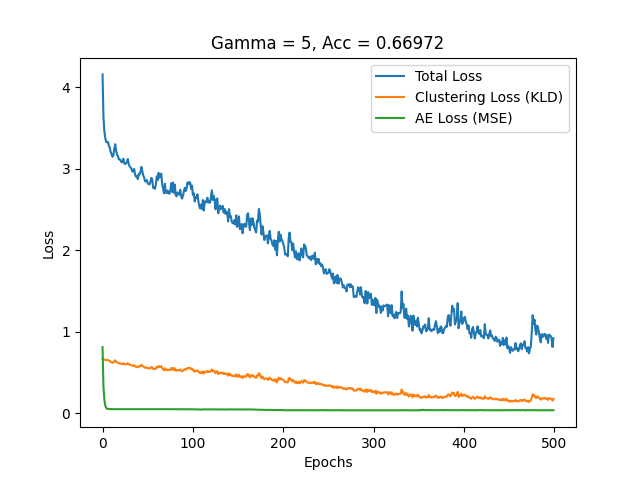 Gamma = 5, Acc = 0.66972
Total Loss
Clustering Loss (KLD)
AE Loss (MSE)
Loss
4
3
2
1
0
0 100 200 300 400 500
Epochs